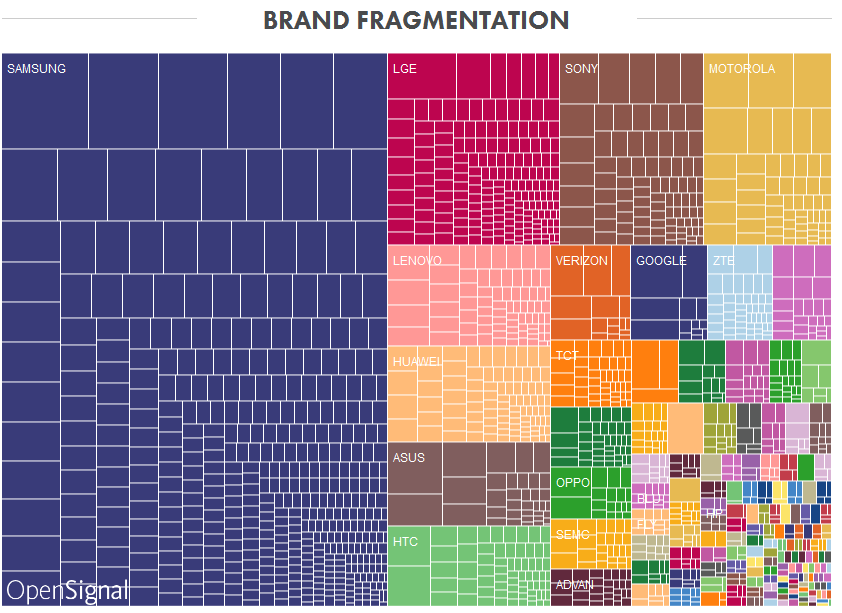 BRAND FRAGMENTATION
SAMSUNG
LGE
SONY
MOTOROLA
LENOVO
VERIZON
GOOGLE
ZTE
HUAWEI
TCT
ASUS
OPPO
BLU
HP
HTC
SEMC
FLY
ADVAN
OpenSignal